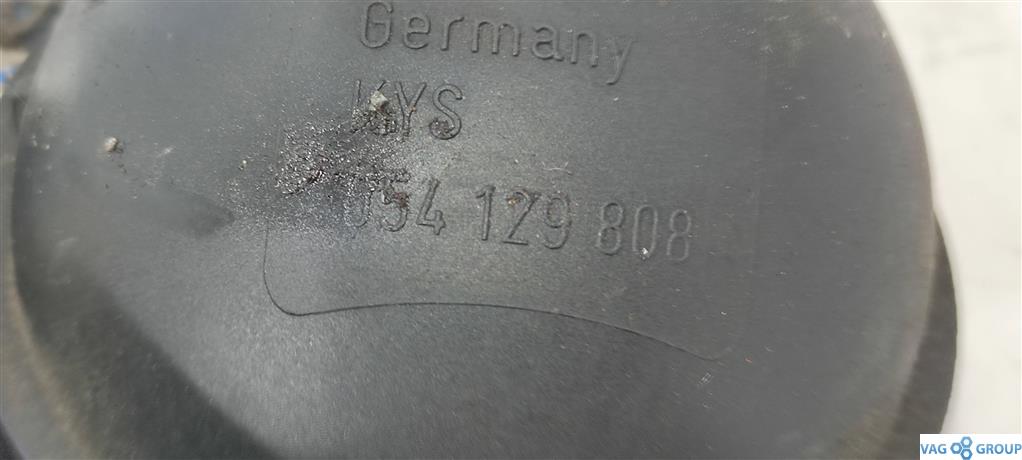 Germany
KYS
054 129 808
VAG GROUP